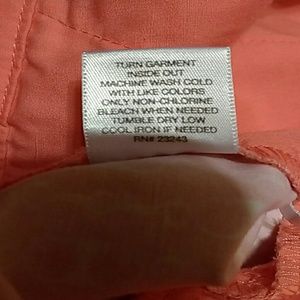 TURN GARMENT
INSIDE OUT
MACHINE WASH COLD
WITH LIKE COLORS
ONLY NON-CHLORINE
BLEACH WHEN NEEDED
TUMBLE DRY LOW
COOL IRON IF NEEDED
RN# 23243